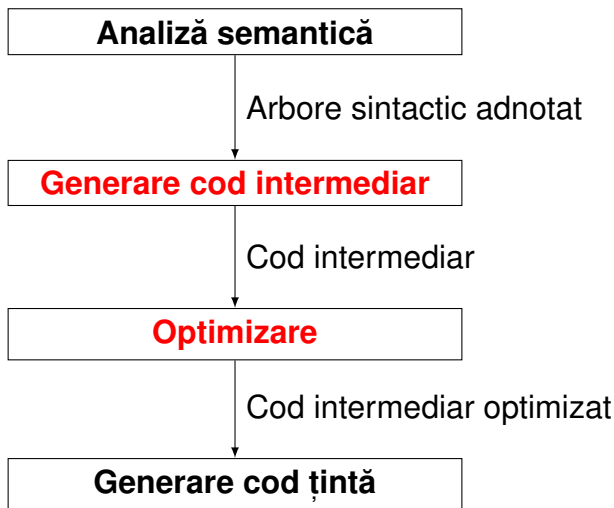 Analiză semantică
Arbore sintactic adnotat
Generare cod intermediar
Cod intermediar
Optimizare
Cod intermediar optimizat
Generare cod țintă